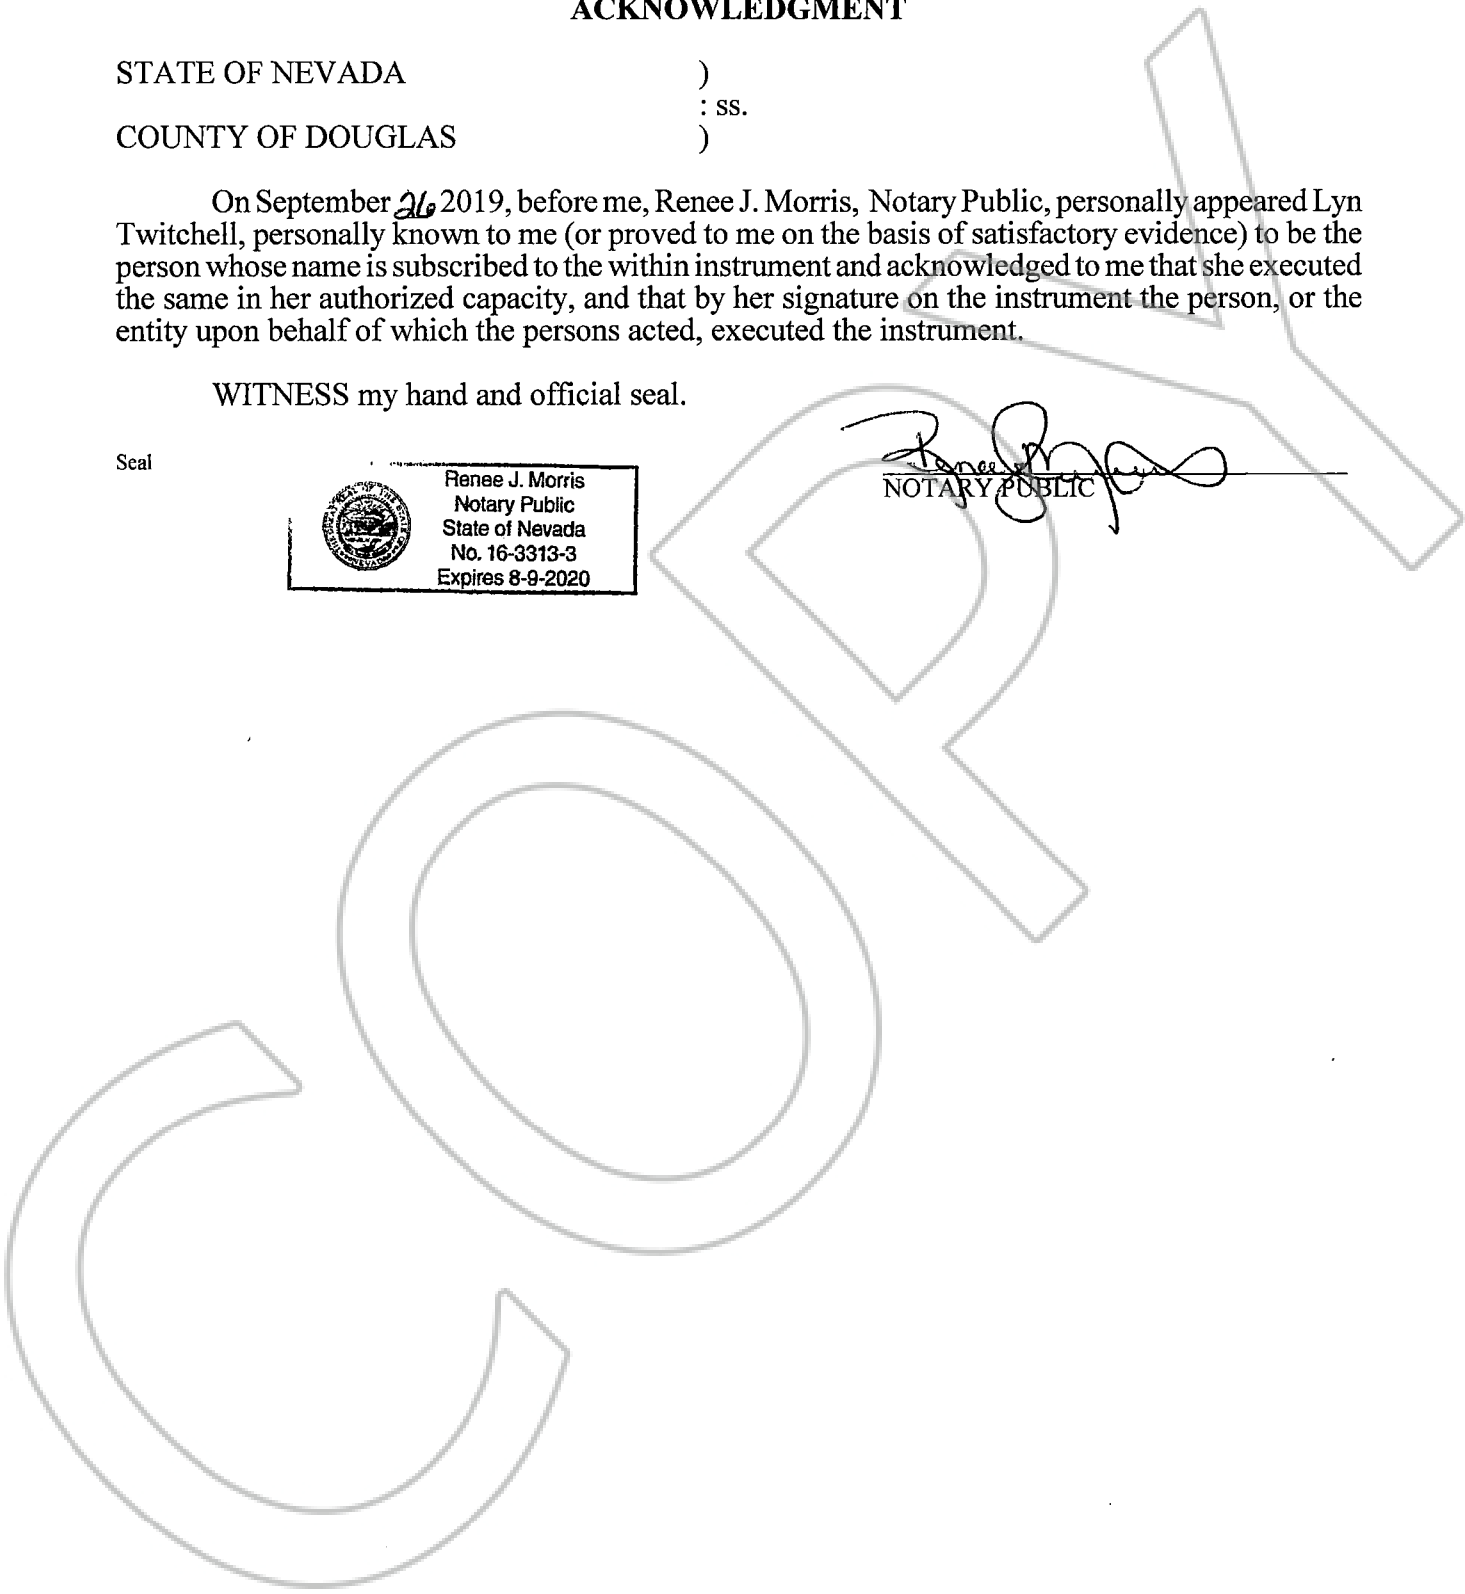 ACKNOWLEDGMENT
STATE OF NEVADA )
: ss.
COUNTY OF DOUGLAS )
On September 26 2019, before me, Renee J. Morris, Notary Public, personally appeared Lyn
Twitchell, personally known to me (or proved to me on the basis of satisfactory evidence) to be the
person whose name is subscribed to the within instrument and acknowledged to me that she executed
the same in her authorized capacity, and that by her signature on the instrument the person, or the
entity upon behalf of which the persons acted, executed the instrument.
WITNESS my hand and official seal.
Seal
Renee J. Morris
Notary Public
State of Nevada
No. 16-3313-3
Expires 8-9-2020
NOTARY PUBLIC
COPY